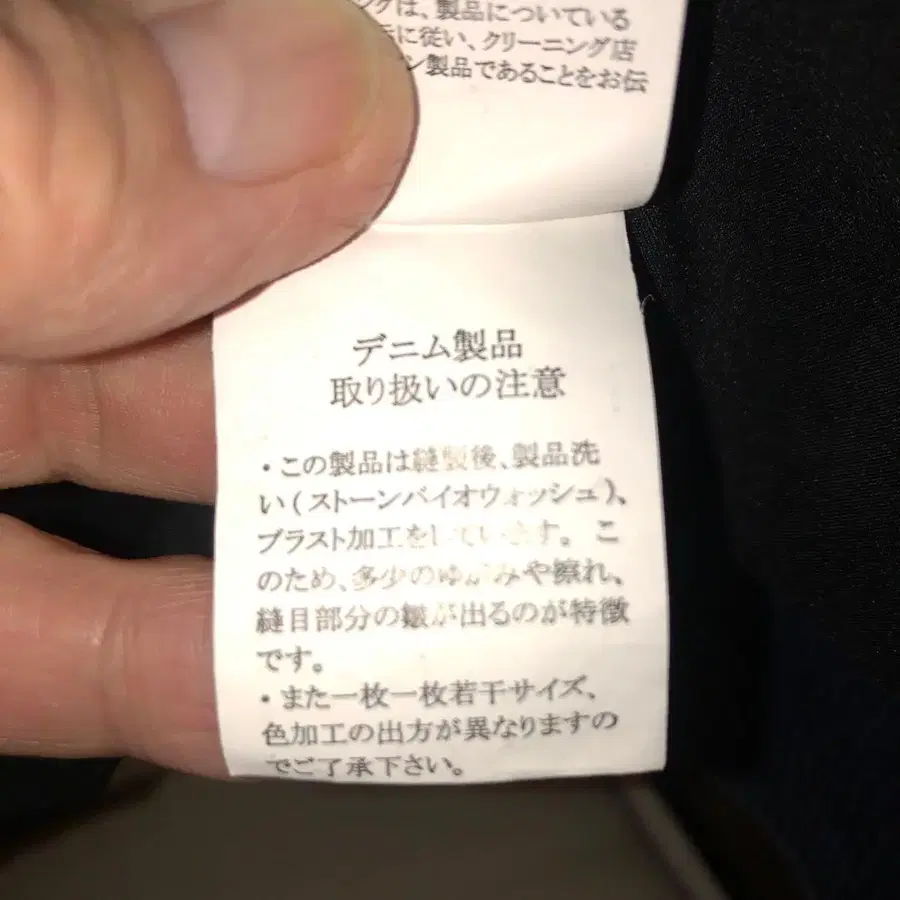 グは、製品についている
に従い、クリーニング店
ン製品であることをお伝
デニム製品
取り扱いの注意
・この製品は縫製後、製品洗
い(ストーンバイオウォッシュ)、
ブラスト加工をしています。こ
のため、多少のゆがみや擦れ、
縫目部分の皺が出るのが特徴
です。
・また一枚一枚若干サイズ、
色加工の出方が異なりますの
でご了承下さい。